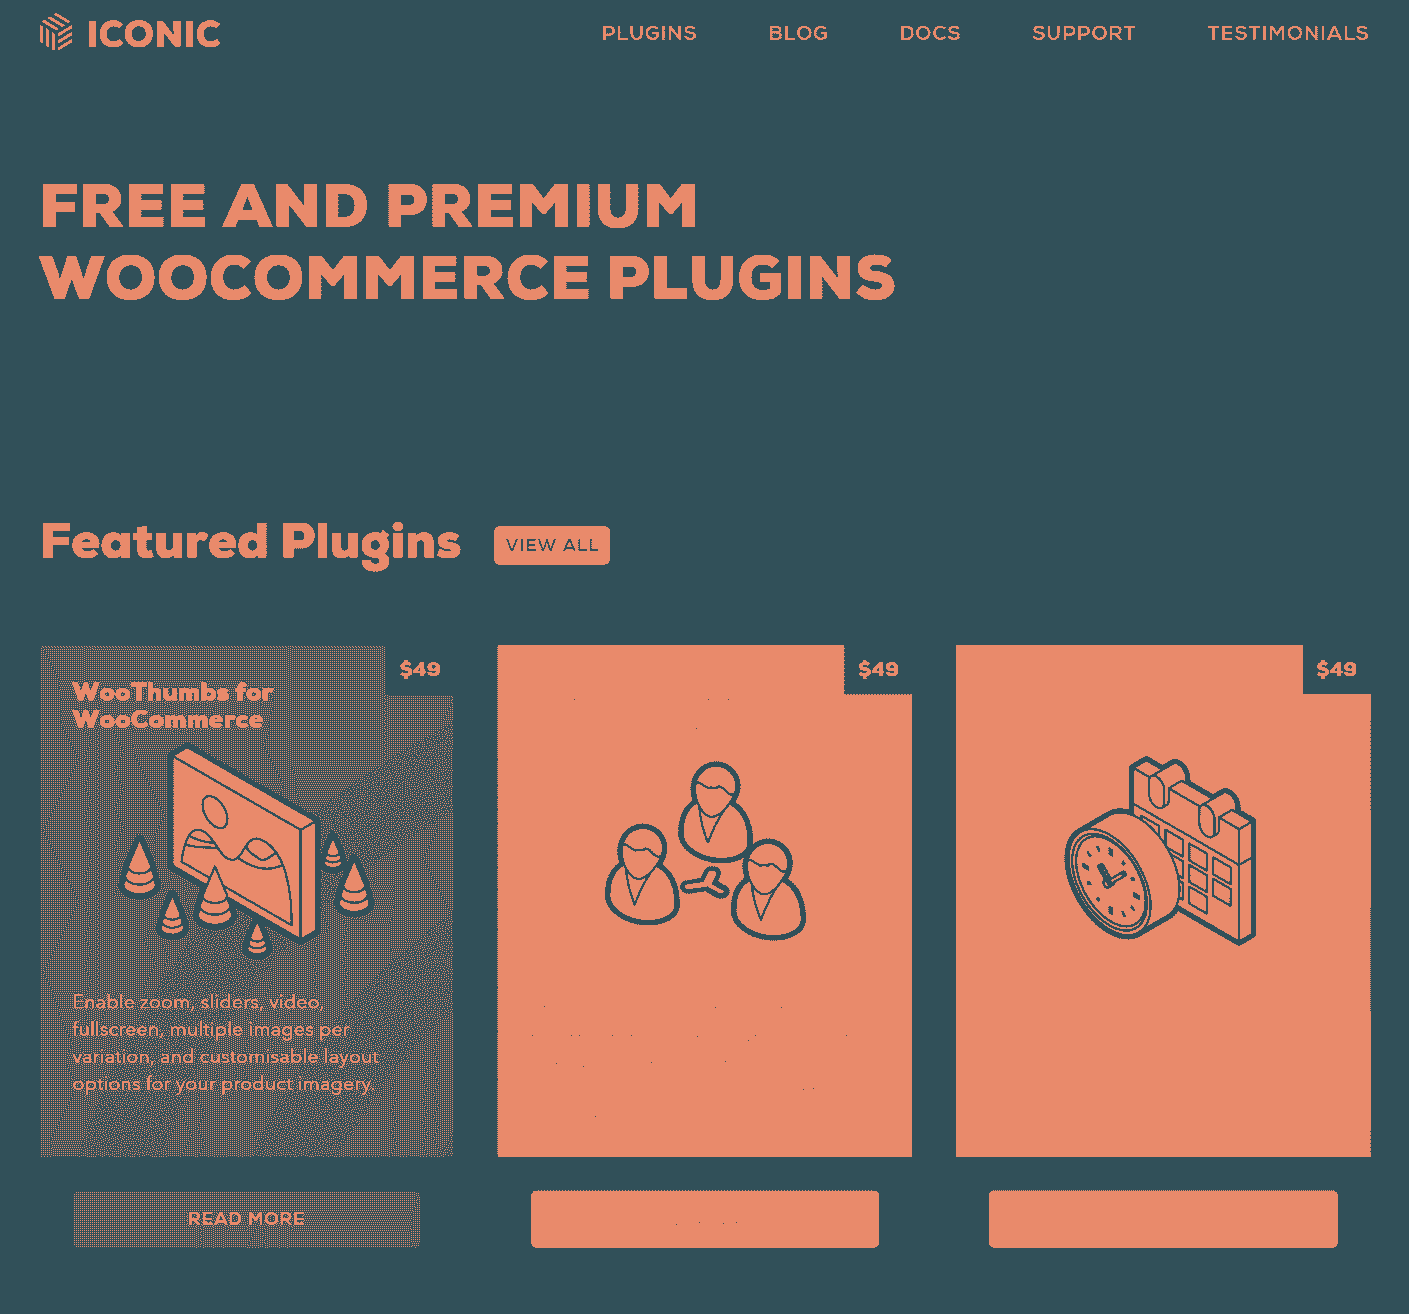 ICONIC
PLUGINS
BLOG
DOCS
SUPPORT
TESTIMONIALS
FREE AND PREMIUM
WOOCOMMERCE PLUGINS
Featured Plugins
VIEW ALL
$49
WooThumbs for
WooCommerce
Enable zoom, sliders, video,
fullscreen, multiple images per
variation, and customisable layout
options for your product imagery.
READ MORE
$49
$49